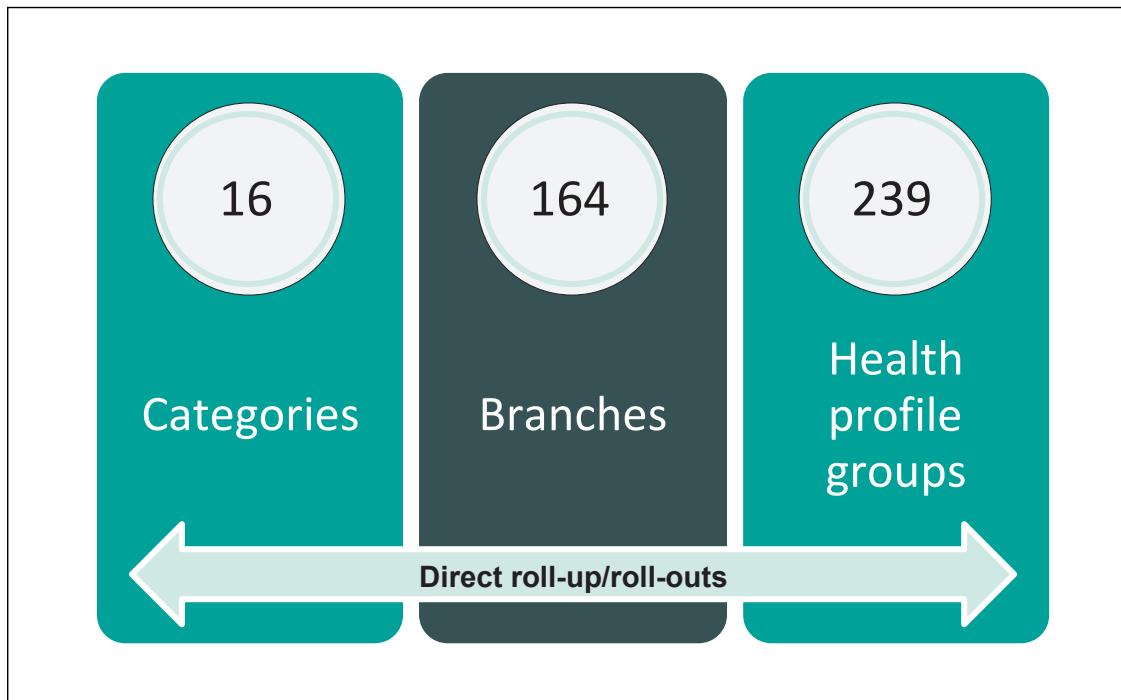 16
Categories
164
Branches
239
Health
profile
groups
Direct roll-up/roll-outs